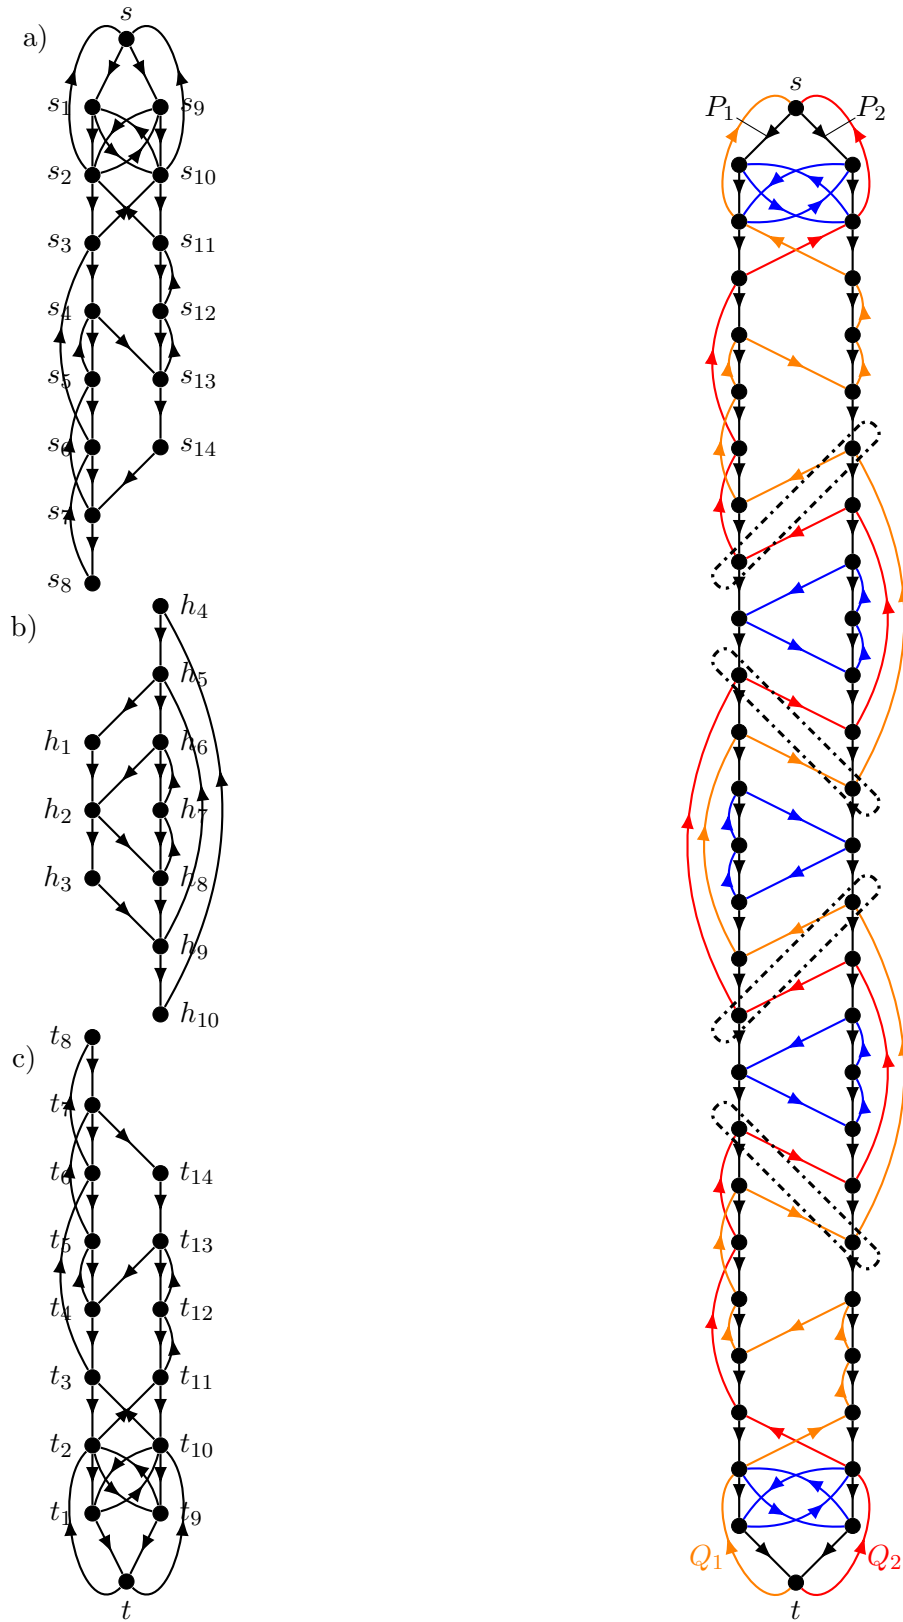 a)
s
s₁ s₉
s₂ s₁₀
s₃ s₁₁
s₄ s₁₂
s₅ s₁₃
s₆ s₁₄
s₇
s₈
b)
h₄
h₅
h₁ h₆
h₂ h₇
h₃ h₈
h₉
h₁₀
c)
t₈
t₇
t₆ t₁₄
t₅ t₁₃
t₄ t₁₂
t₃ t₁₁
t₂ t₁₀
t₁ t₉
t
s
P₁ P₂
Q₁ Q₂
t